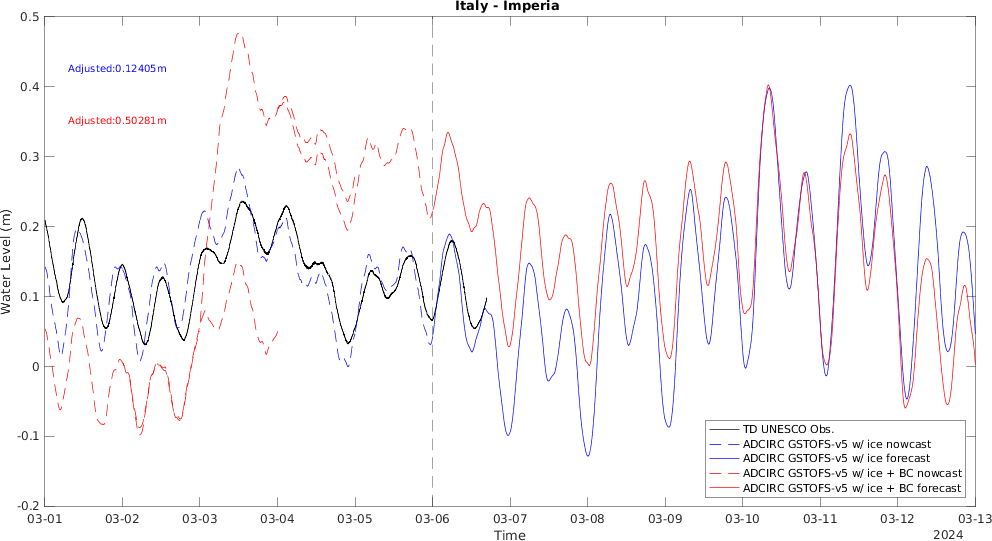 Italy - Imperia
Adjusted:0.12405m
Adjusted:0.50281m
Water Level (m)
0.5
0.4
0.3
0.2
0.1
0
-0.1
-0.2
TD UNESCO Obs.
ADCIRC GSTOFS-v5 w/ ice nowcast
ADCIRC GSTOFS-v5 w/ ice forecast
ADCIRC GSTOFS-v5 w/ ice + BC nowcast
ADCIRC GSTOFS-v5 w/ ice + BC forecast
03-01 03-02 03-03 03-04 03-05 03-06 03-07 03-08 03-09 03-10 03-11 03-12 03-13
Time
2024